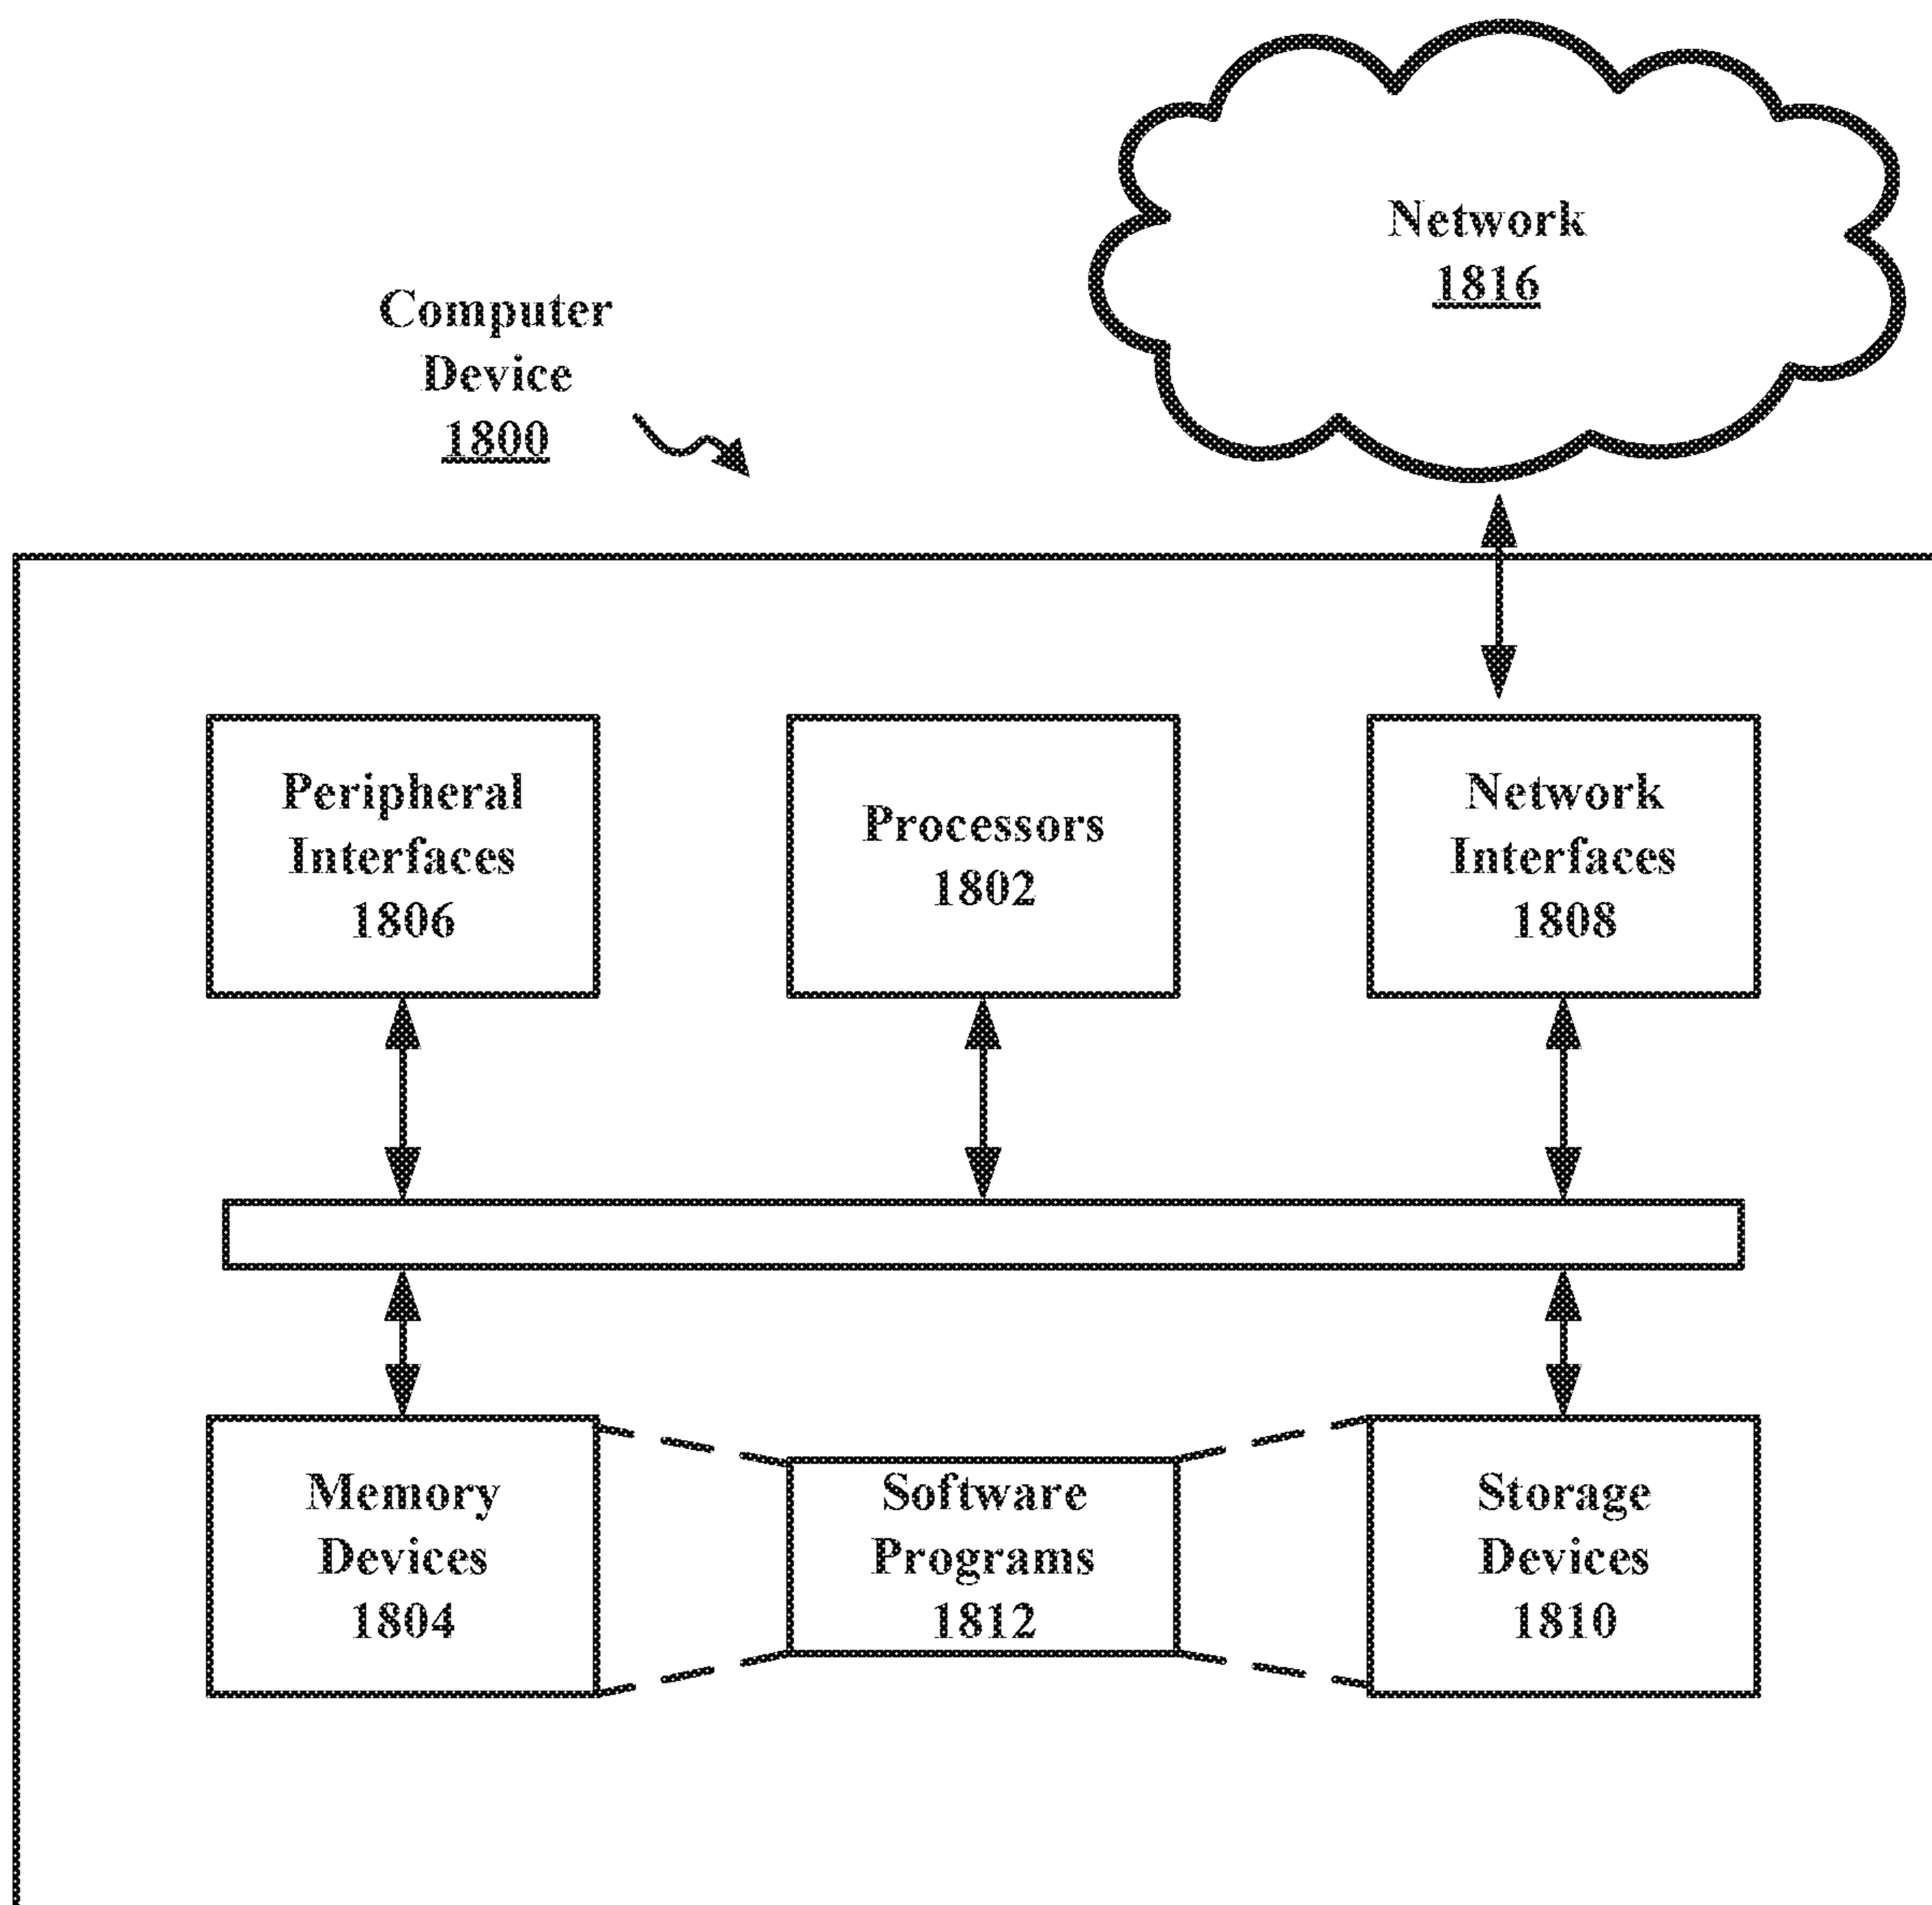 Network
1816
Computer
Device
1800
Peripheral
Interfaces
1806
Processors
1802
Network
Interfaces
1808
Memory
Devices
1804
Software
Programs
1812
Storage
Devices
1810